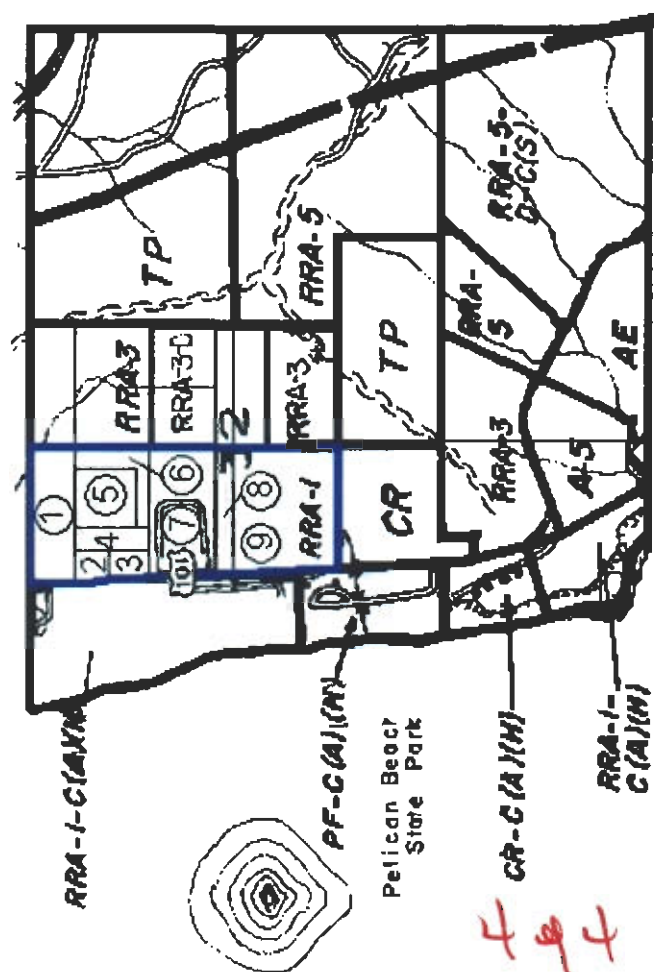 RRA-1-C(A)(H)
1
2
3
4
5
6
7
101
8
9
32
RRA-1
RRA-3
RRA-3-D
RRA-3
TP
RRA-5
TP
CR
RRA-3
RRA-5
RRA-5-
D-C(S)
A-5
AE
PF-C(A)(H)
Pelican Beach
State Park
CR-C(A)(H)
RRA-1-
C(A)(H)
4 of 4